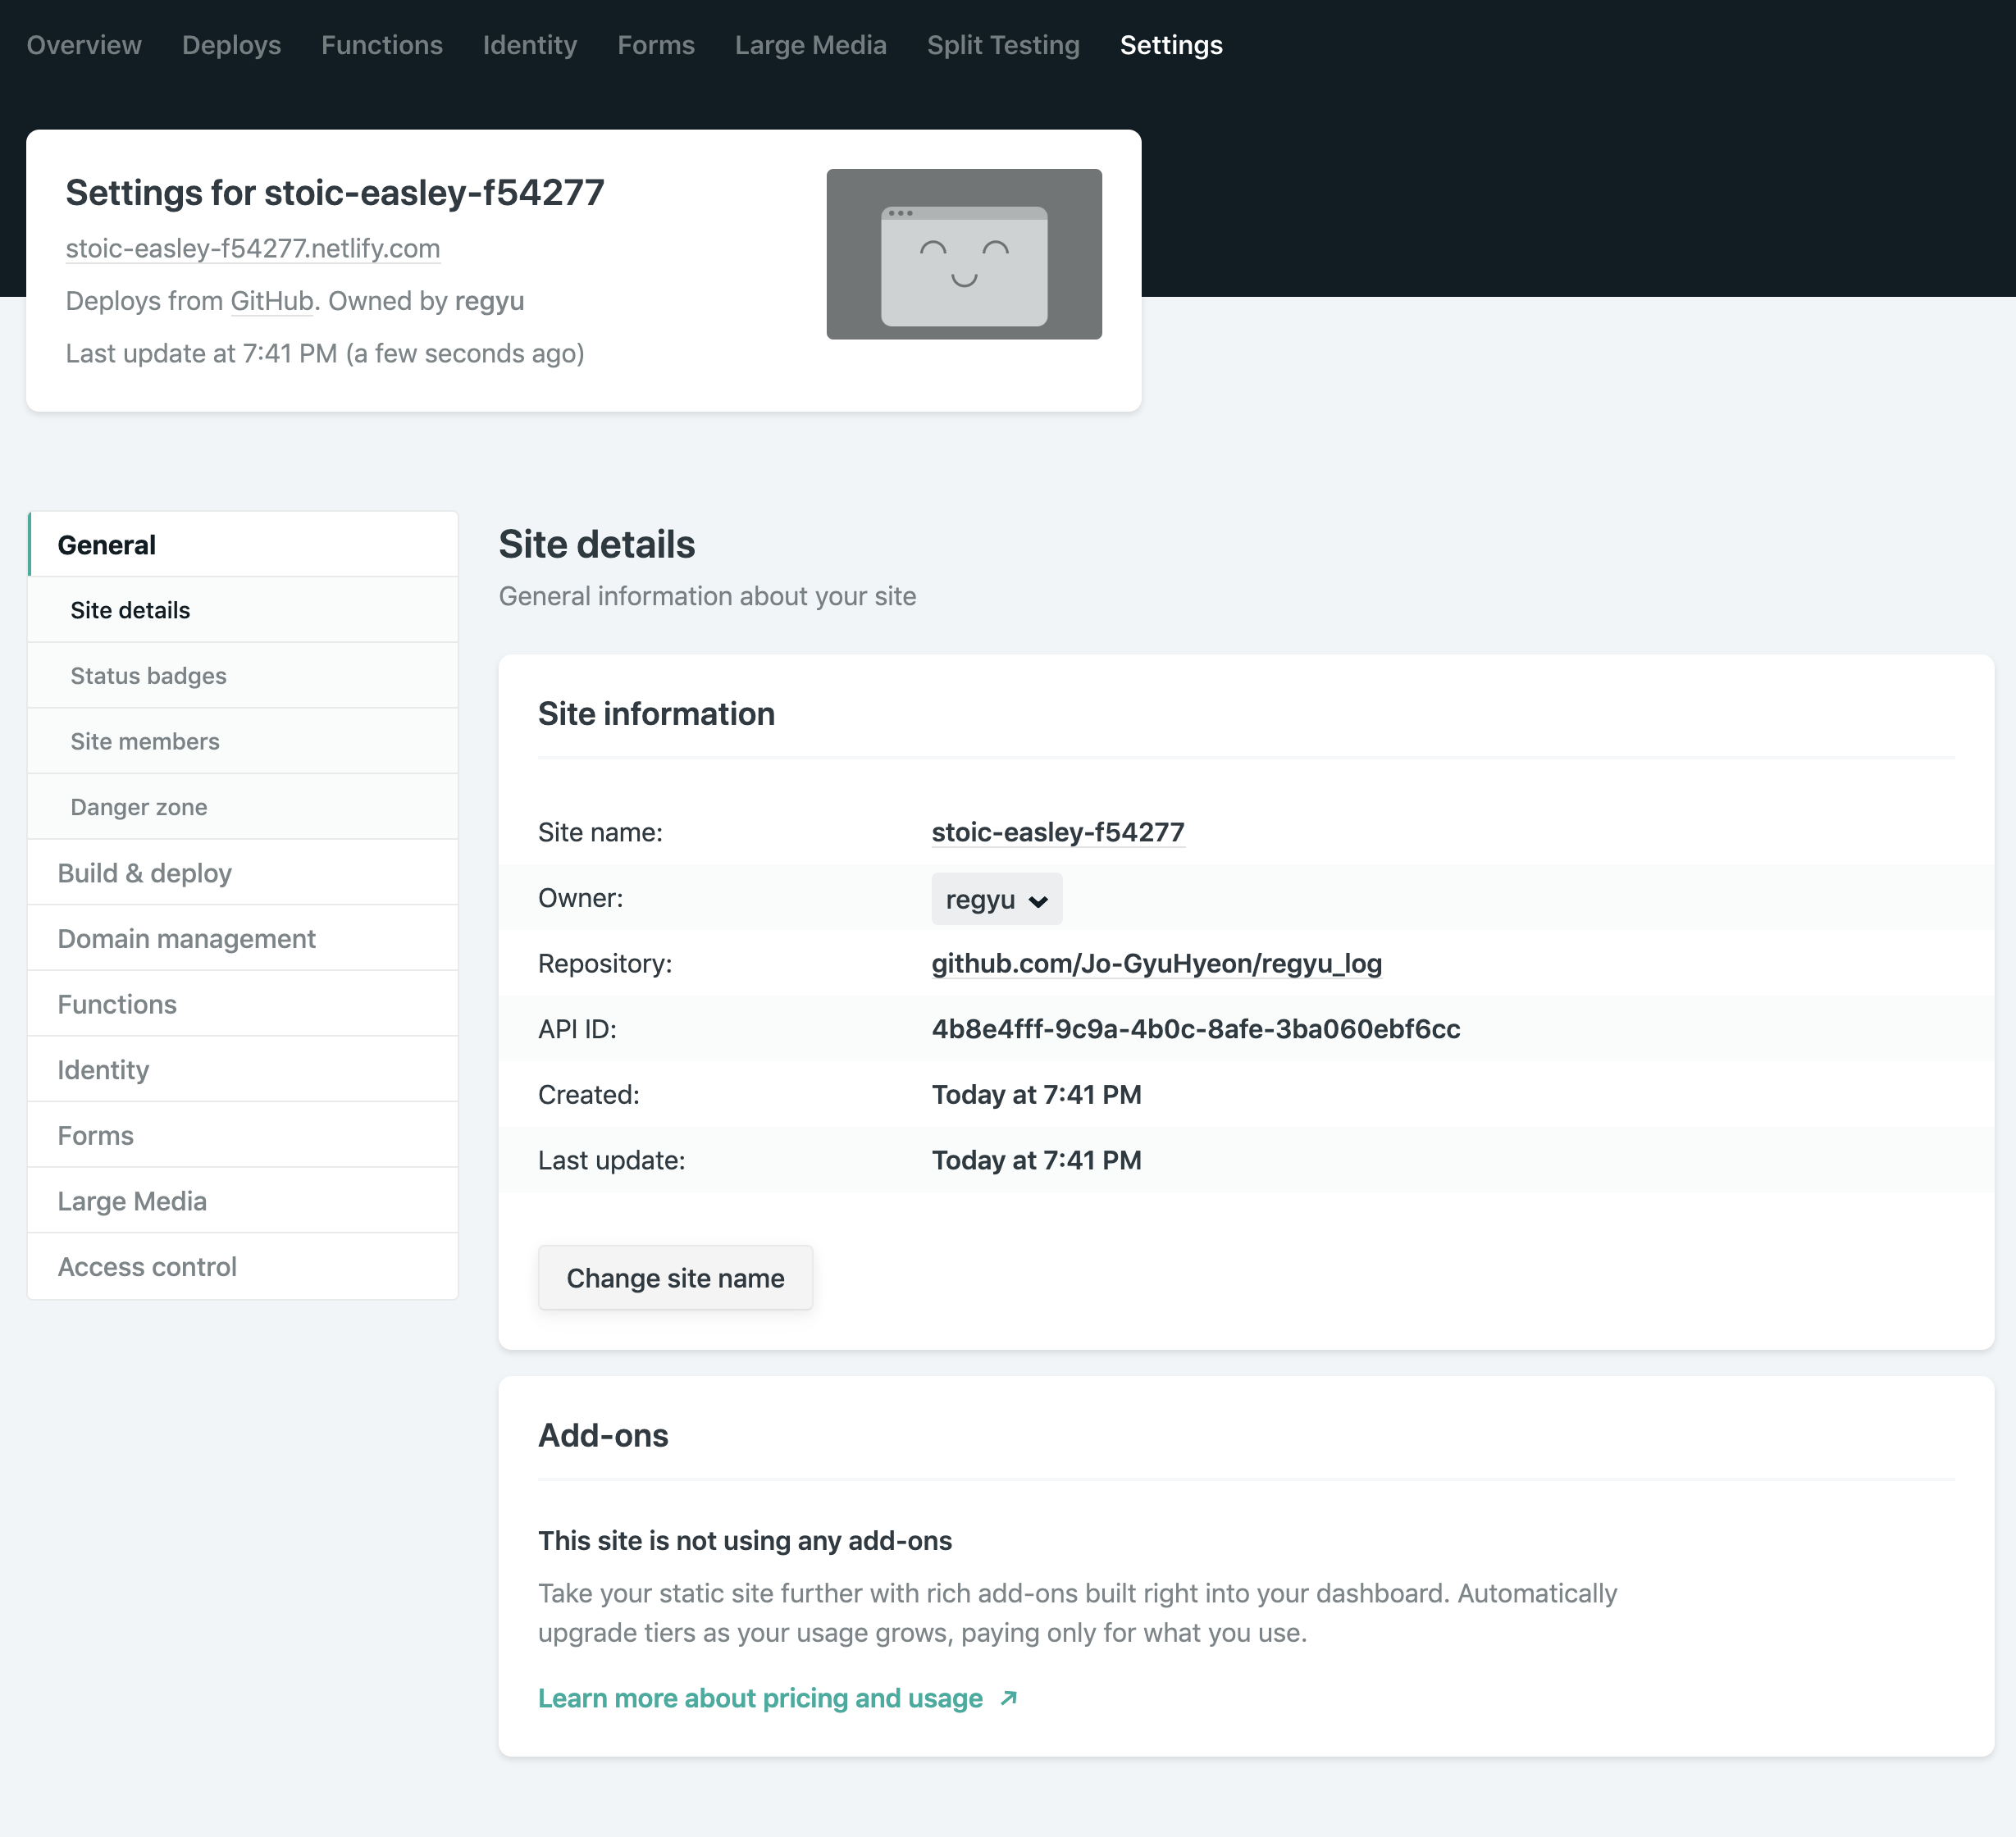 Overview Deploys Functions Identity Forms Large Media Split Testing Settings
Settings for stoic-easley-f54277
stoic-easley-f54277.netlify.com
Deploys from GitHub. Owned by regyu
Last update at 7:41 PM (a few seconds ago)
General
Site details
Status badges
Site members
Danger zone
Build & deploy
Domain management
Functions
Identity
Forms
Large Media
Access control
Site details
General information about your site
Site information
Site name: stoic-easley-f54277
Owner: regyu
Repository: github.com/Jo-GyuHyeon/regyu_log
API ID: 4b8e4fff-9c9a-4b0c-8afe-3ba060ebf6cc
Created: Today at 7:41 PM
Last update: Today at 7:41 PM
Change site name
Add-ons
This site is not using any add-ons
Take your static site further with rich add-ons built right into your dashboard. Automatically
upgrade tiers as your usage grows, paying only for what you use.
Learn more about pricing and usage